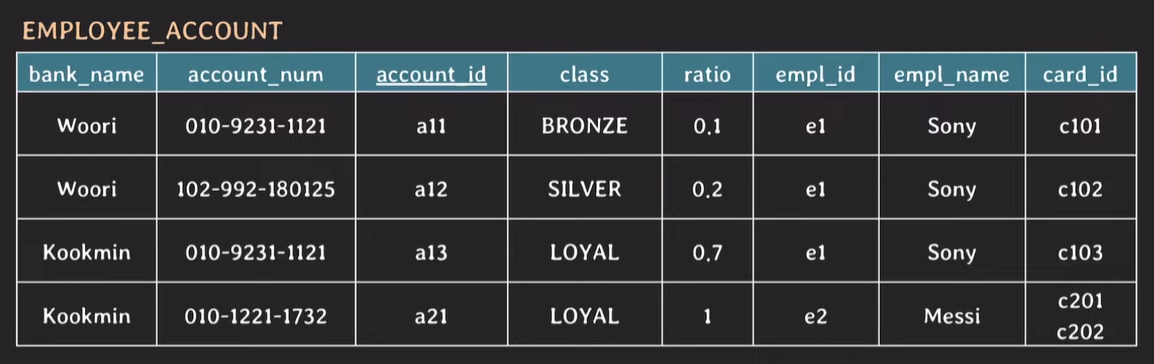 EMPLOYEE_ACCOUNT
bank_name account_num account_id class ratio empl_id empl_name card_id
Woori 010-9231-1121 a11 BRONZE 0.1 e1 Sony c101
Woori 102-992-180125 a12 SILVER 0.2 e1 Sony c102
Kookmin 010-9231-1121 a13 LOYAL 0.7 e1 Sony c103
Kookmin 010-1221-1732 a21 LOYAL 1 e2 Messi c201
c202